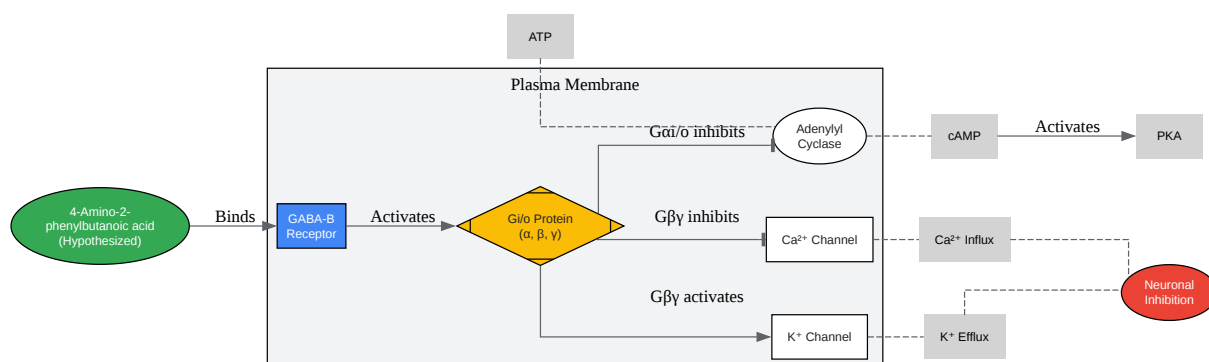 ATP
Plasma Membrane
Gαi/o inhibits
Adenylyl
Cyclase
cAMP
Activates
PKA
4-Amino-2-
phenylbutanoic acid
(Hypothesized)
Binds
GABA-B
Receptor
Activates
Gi/o Protein
(α, β, γ)
Gβγ inhibits
Ca²⁺ Channel
Ca²⁺ Influx
Gβγ activates
K⁺ Channel
K⁺ Efflux
Neuronal
Inhibition